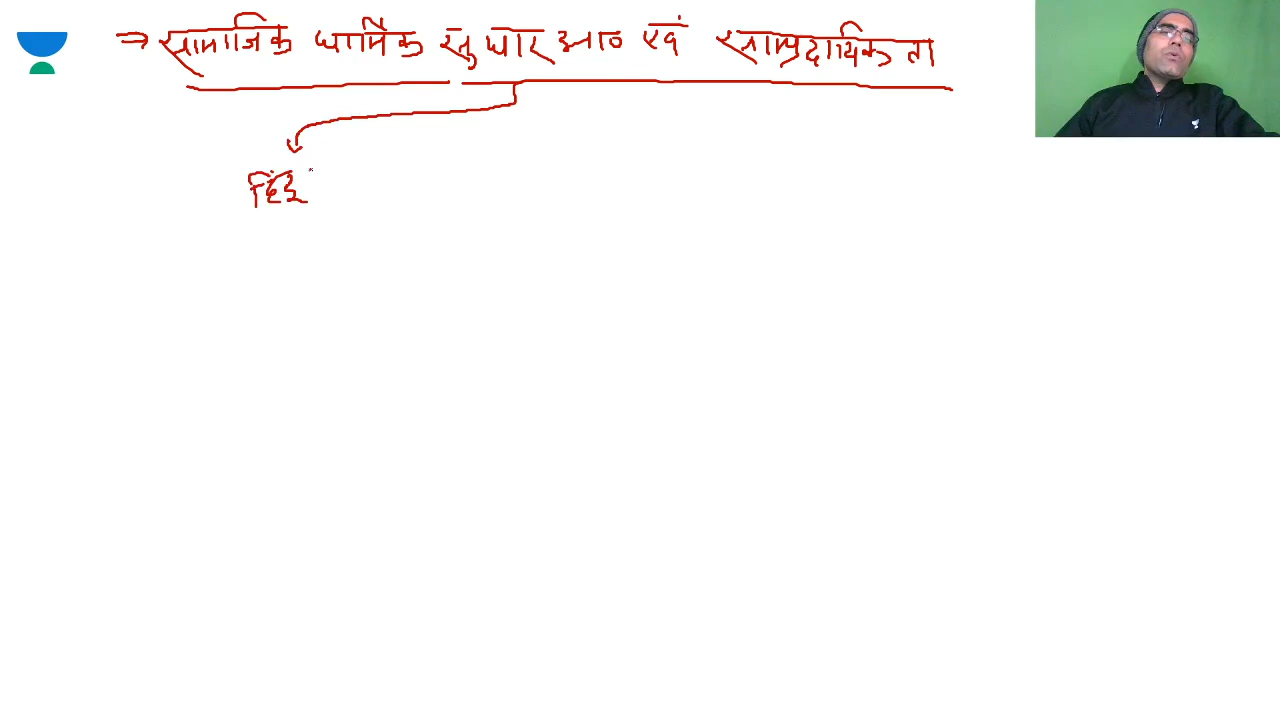 ⇒ सामाजिक धार्मिक सुधार आ० एवं साम्प्रदायिकता
हिंदू